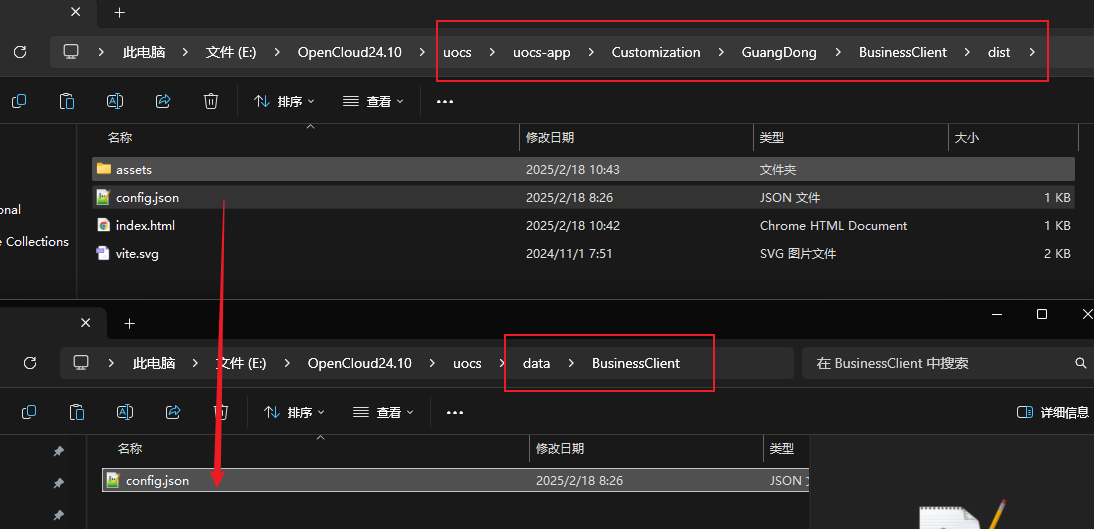 此电脑 文件 (E:) OpenCloud24.10 uocs uocs-app Customization GuangDong BusinessClient dist
排序 查看
名称 修改日期 类型 大小
assets 2025/2/18 10:43 文件夹
config.json 2025/2/18 8:26 JSON 文件 1 KB
onal
index.html 2025/2/18 10:42 Chrome HTML Document 1 KB
e Collections
vite.svg 2024/11/1 7:51 SVG 图片文件 2 KB
此电脑 文件 (E:) OpenCloud24.10 uocs data BusinessClient 在 BusinessClient 中搜索
排序 查看 详细信息
名称 修改日期 类型
config.json 2025/2/18 8:26 JSON